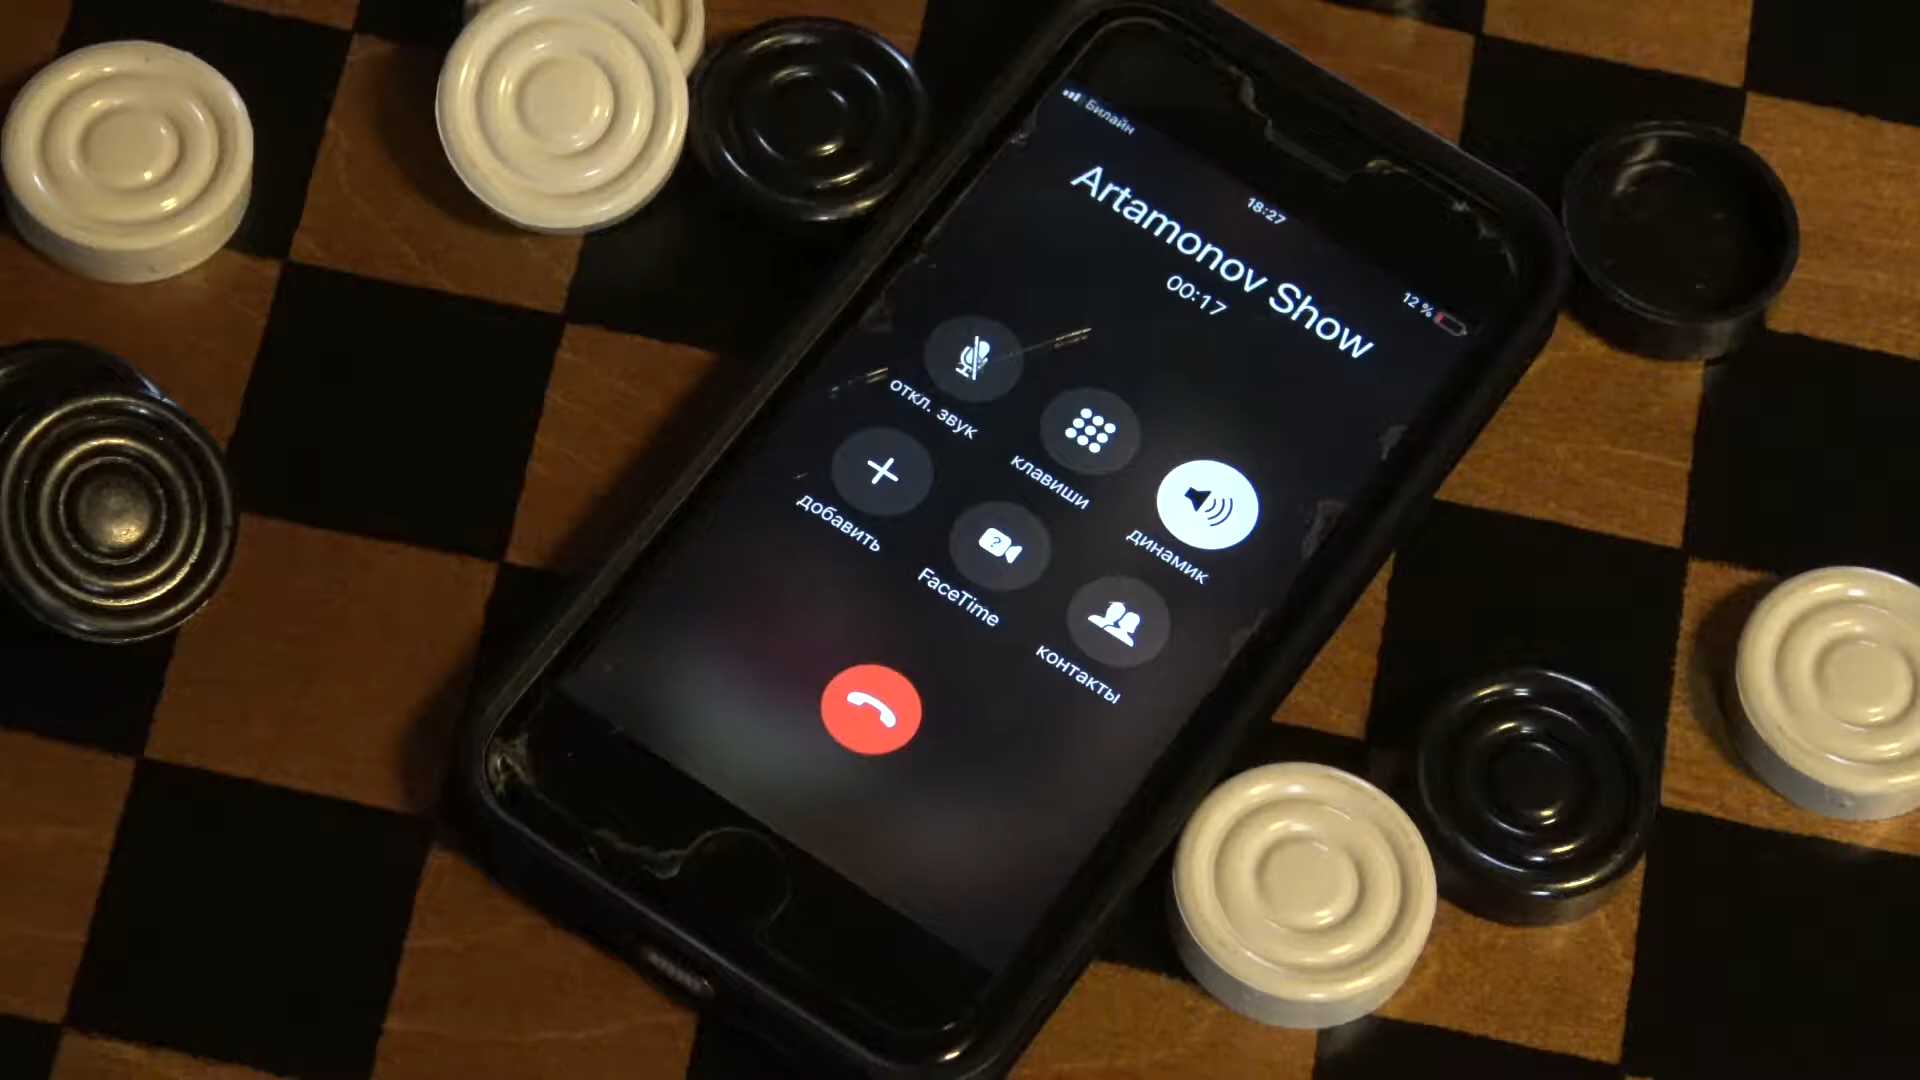 Билайн
18:27
12 %
Artamonov Show
00:17
откл. звук
клавиши
динамик
добавить
FaceTime
контакты